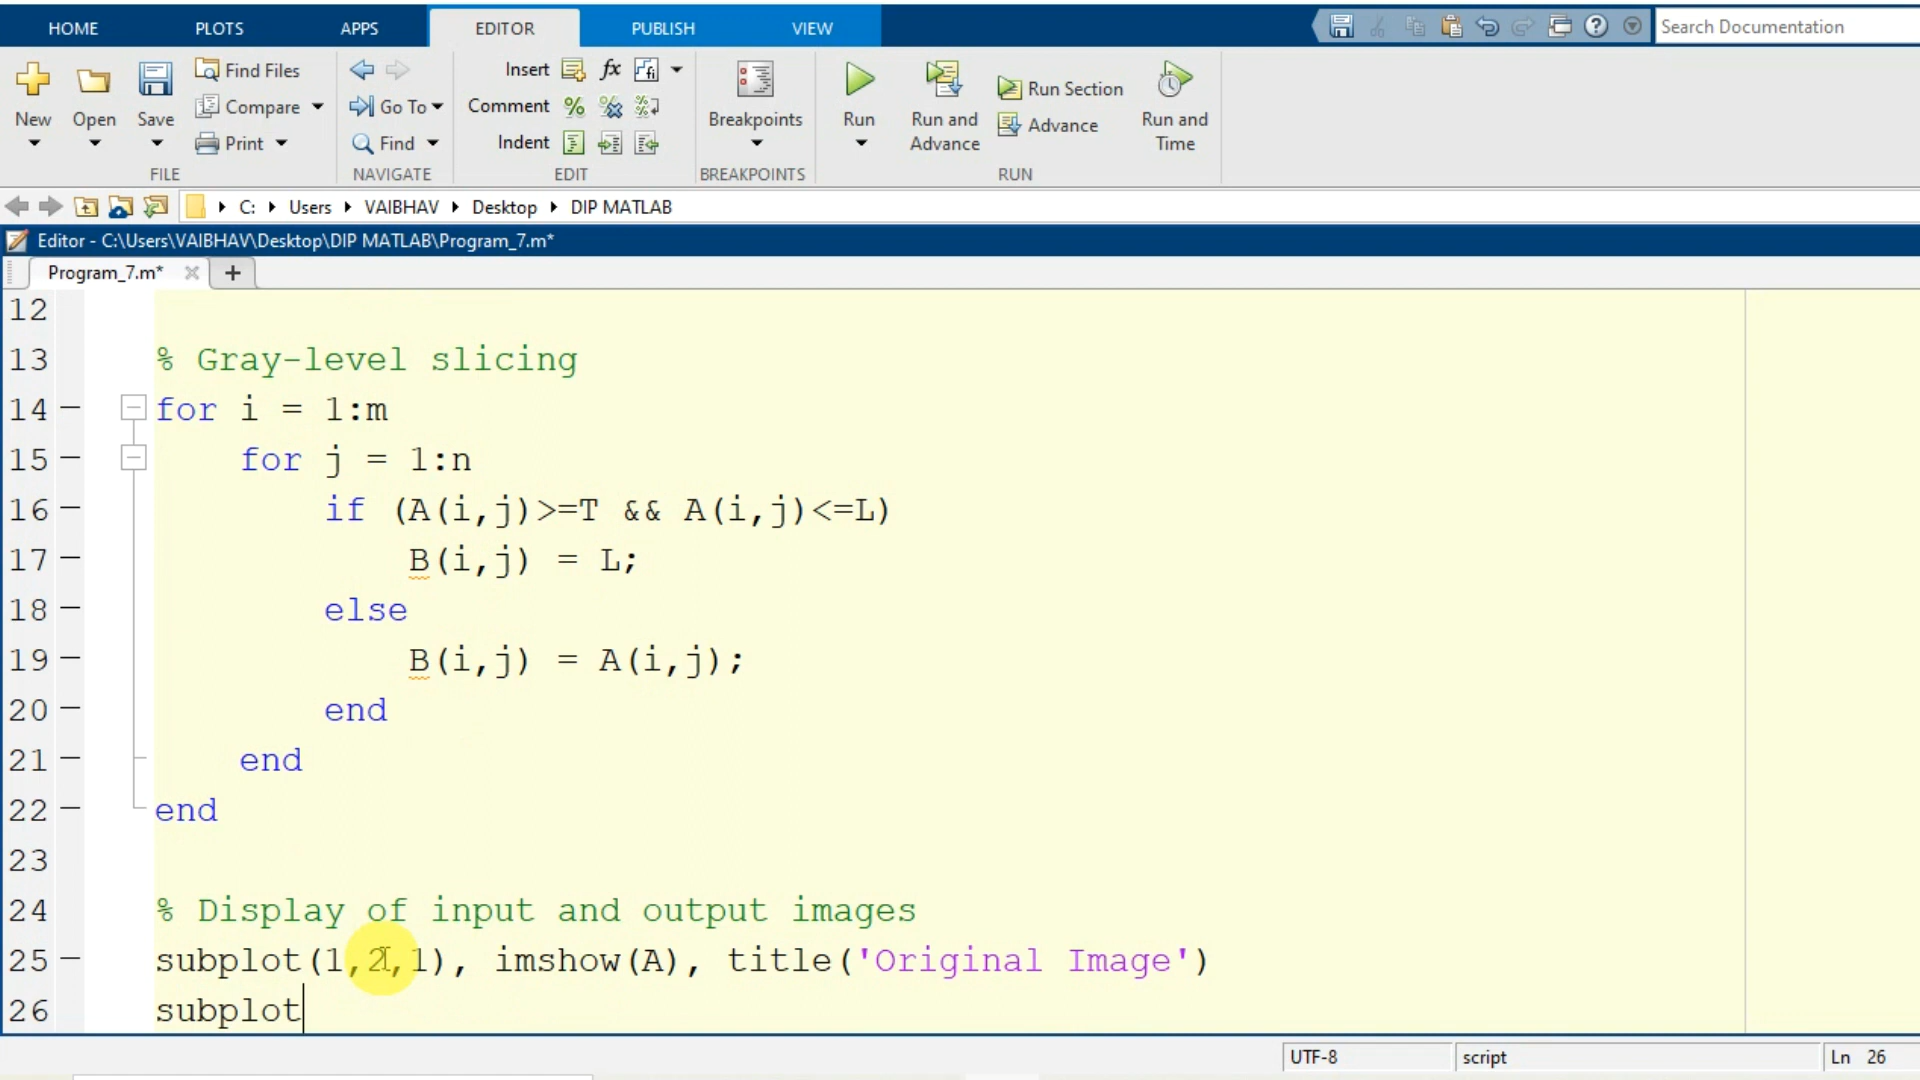 HOME PLOTS APPS EDITOR PUBLISH VIEW Search Documentation
New Open Save Find Files Compare Print FILE
Go To Find NAVIGATE
Insert fx Comment Indent EDIT
Breakpoints BREAKPOINTS
Run Run and Advance Run Section Advance Run and Time RUN
C: Users VAIBHAV Desktop DIP MATLAB
Editor - C:\Users\VAIBHAV\Desktop\DIP MATLAB\Program_7.m*
Program_7.m*
12
13 % Gray-level slicing
14 for i = 1:m
15 for j = 1:n
16 if (A(i,j)>=T && A(i,j)<=L)
17 B(i,j) = L;
18 else
19 B(i,j) = A(i,j);
20 end
21 end
22 end
23
24 % Display of input and output images
25 subplot(1,2,1), imshow(A), title('Original Image')
26 subplot
UTF-8 script Ln 26